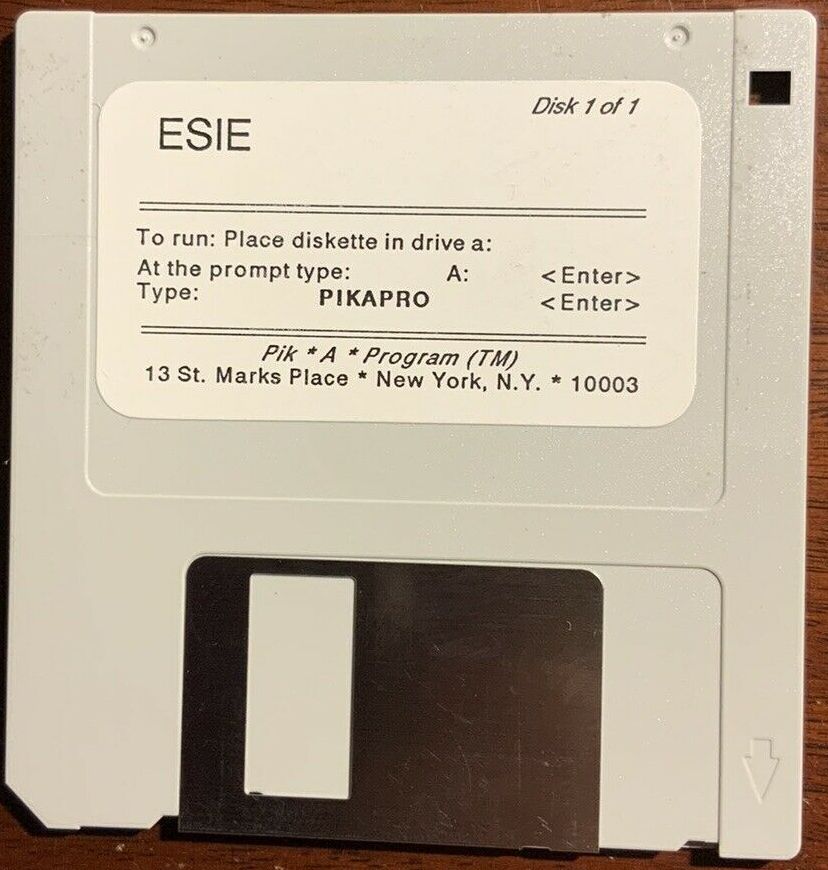 Disk 1 of 1
ESIE
To run: Place diskette in drive a:
At the prompt type: A: <Enter>
Type: PIKAPRO <Enter>
Pik * A * Program (TM)
13 St. Marks Place * New York, N.Y. * 10003